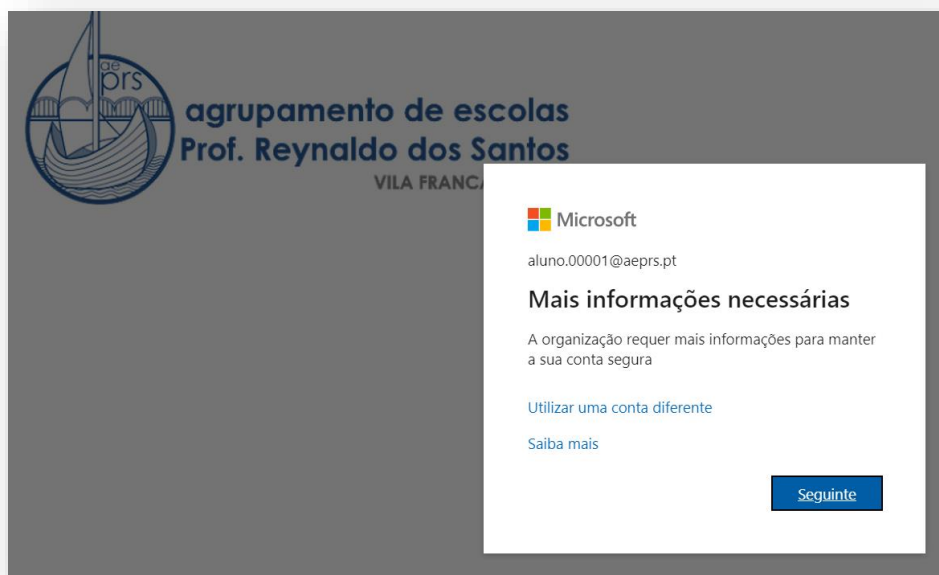 ae
prs
agrupamento de escolas
Prof. Reynaldo dos Santos
VILA FRANCA
Microsoft
aluno.00001@aeprs.pt
Mais informações necessárias
A organização requer mais informações para manter
a sua conta segura
Utilizar uma conta diferente
Saiba mais
Seguinte